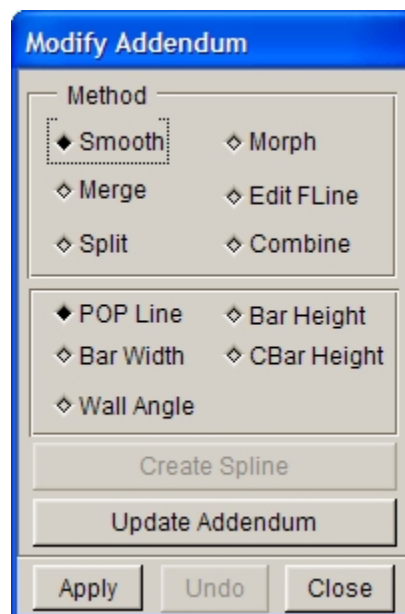 Modify Addendum
Method
Smooth Morph
Merge Edit FLine
Split Combine
POP Line Bar Height
Bar Width CBar Height
Wall Angle
Create Spline
Update Addendum
Apply Undo Close